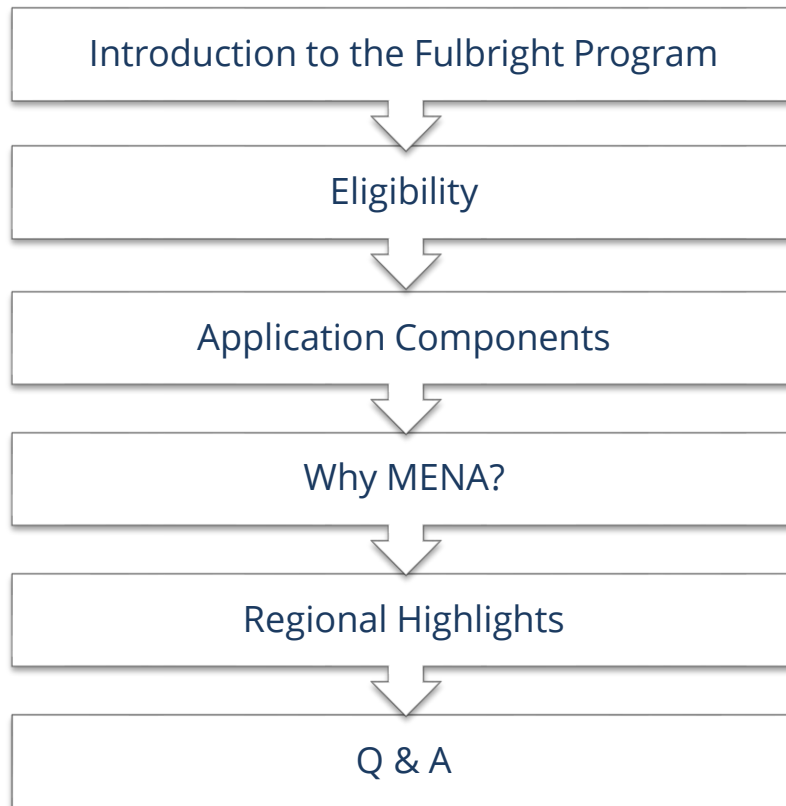 Introduction to the Fulbright Program
Eligibility
Application Components
Why MENA?
Regional Highlights
Q & A